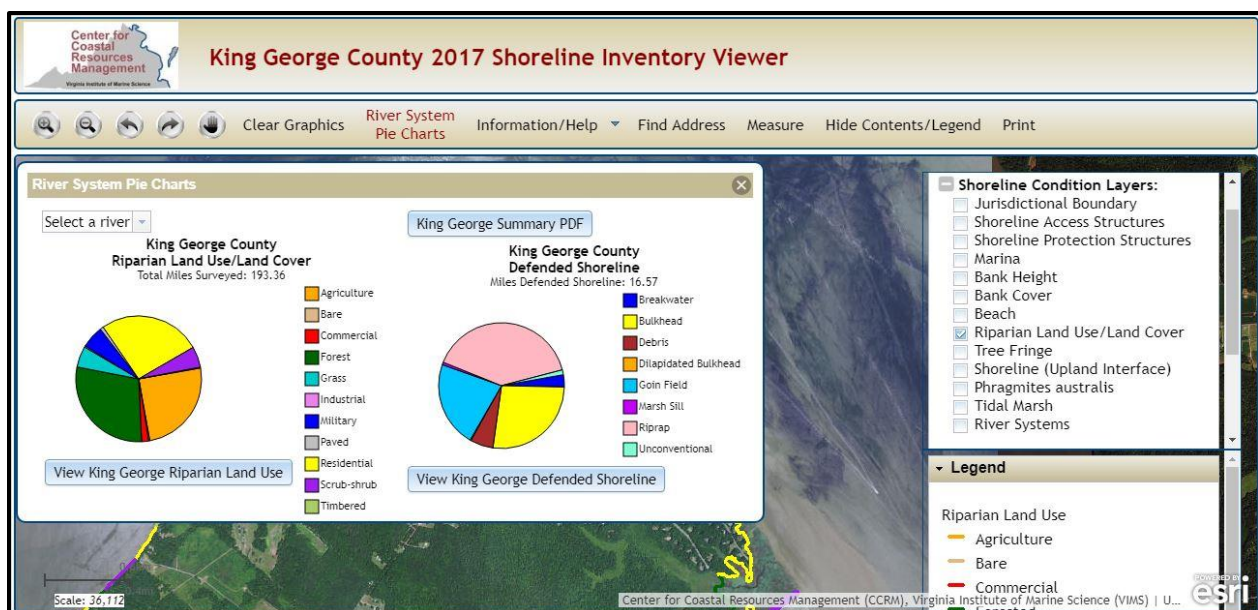 Center for
Coastal
Resources
Management
Virginia Institute of Marine Science
King George County 2017 Shoreline Inventory Viewer
Clear Graphics
River System
Pie Charts
Information/Help
Find Address
Measure
Hide Contents/Legend
Print
River System Pie Charts
Select a river
King George Summary PDF
King George County
Riparian Land Use/Land Cover
Total Miles Surveyed: 193.36
Agriculture
Bare
Commercial
Forest
Grass
Industrial
Military
Paved
Residential
Scrub-shrub
Timbered
View King George Riparian Land Use
King George County
Defended Shoreline
Miles Defended Shoreline: 16.57
Breakwater
Bulkhead
Debris
Dilapidated Bulkhead
Goin Field
Marsh Sill
Riprap
Unconventional
View King George Defended Shoreline
Shoreline Condition Layers:
Jurisdictional Boundary
Shoreline Access Structures
Shoreline Protection Structures
Marina
Bank Height
Bank Cover
Beach
Riparian Land Use/Land Cover
Tree Fringe
Shoreline (Upland Interface)
Phragmites australis
Tidal Marsh
River Systems
Legend
Riparian Land Use
Agriculture
Bare
Commercial
Scale: 36,112
Center for Coastal Resources Management (CCRM), Virginia Institute of Marine Science (VIMS) | U...
POWERED BY
esri